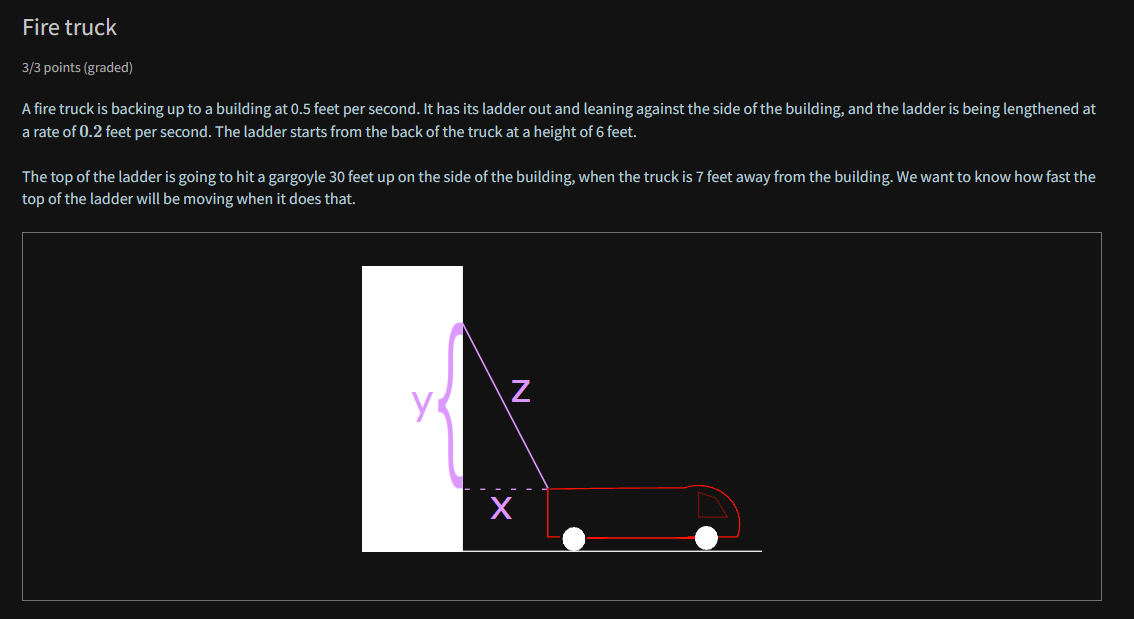 Fire truck
3/3 points (graded)
A fire truck is backing up to a building at 0.5 feet per second. It has its ladder out and leaning against the side of the building, and the ladder is being lengthened at
a rate of 0.2 feet per second. The ladder starts from the back of the truck at a height of 6 feet.
The top of the ladder is going to hit a gargoyle 30 feet up on the side of the building, when the truck is 7 feet away from the building. We want to know how fast the
top of the ladder will be moving when it does that.
z
y
x